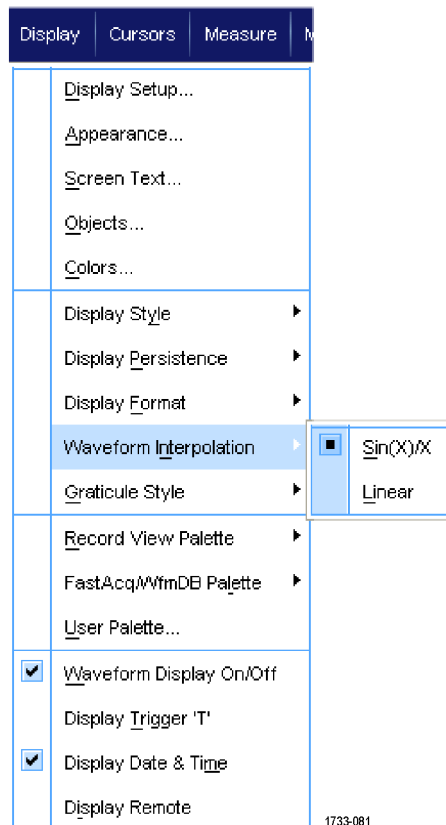 Display Cursors Measure
Display Setup...
Appearance...
Screen Text...
Objects...
Colors...
Display Style
Display Persistence
Display Format
Waveform Interpolation
Sin(X)/X
Graticule Style
Linear
Record View Palette
FastAcq/WfmDB Palette
User Palette...
Waveform Display On/Off
Display Trigger 'T'
Display Date & Time
Display Remote
1733-081